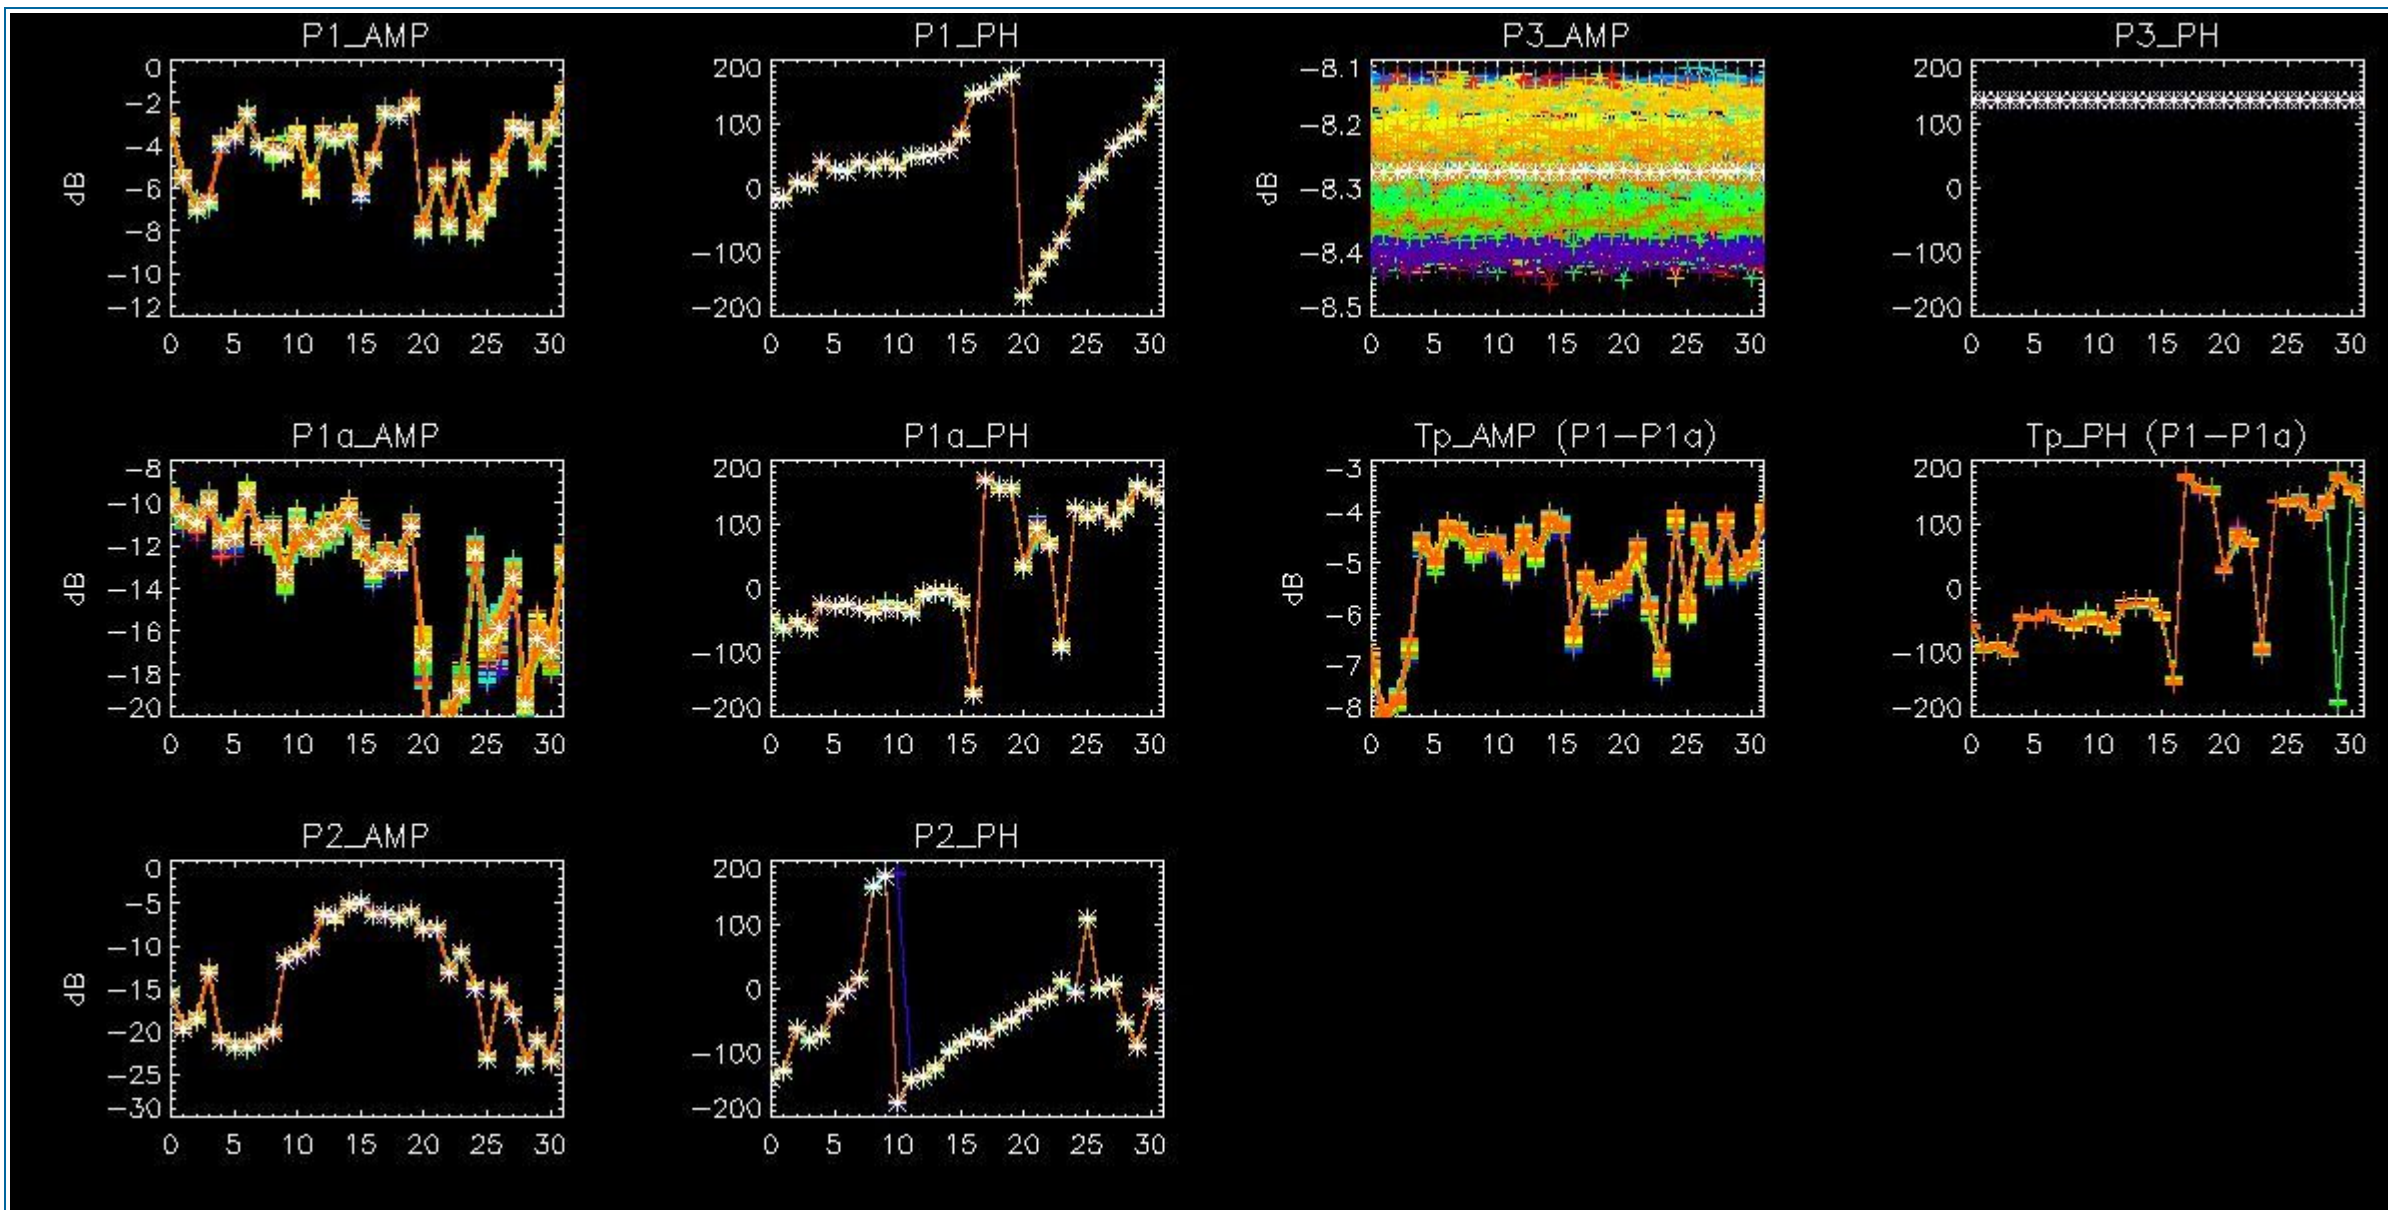 P1_AMP
P1_PH
P3_AMP
P3_PH
0
−2
−4
−6
−8
−10
−12
dB
0 5 10 15 20 25 30
200
100
0
−100
−200
0 5 10 15 20 25 30
−8.1
−8.2
−8.3
−8.4
−8.5
dB
0 5 10 15 20 25 30
200
100
0
−100
−200
0 5 10 15 20 25 30
P1a_AMP
P1a_PH
Tp_AMP (P1−P1a)
Tp_PH (P1−P1a)
−8
−10
−12
−14
−16
−18
−20
dB
0 5 10 15 20 25 30
200
100
0
−100
−200
0 5 10 15 20 25 30
−3
−4
−5
−6
−7
−8
dB
0 5 10 15 20 25 30
200
100
0
−100
−200
0 5 10 15 20 25 30
P2_AMP
P2_PH
0
−5
−10
−15
−20
−25
−30
dB
0 5 10 15 20 25 30
200
100
0
−100
−200
0 5 10 15 20 25 30